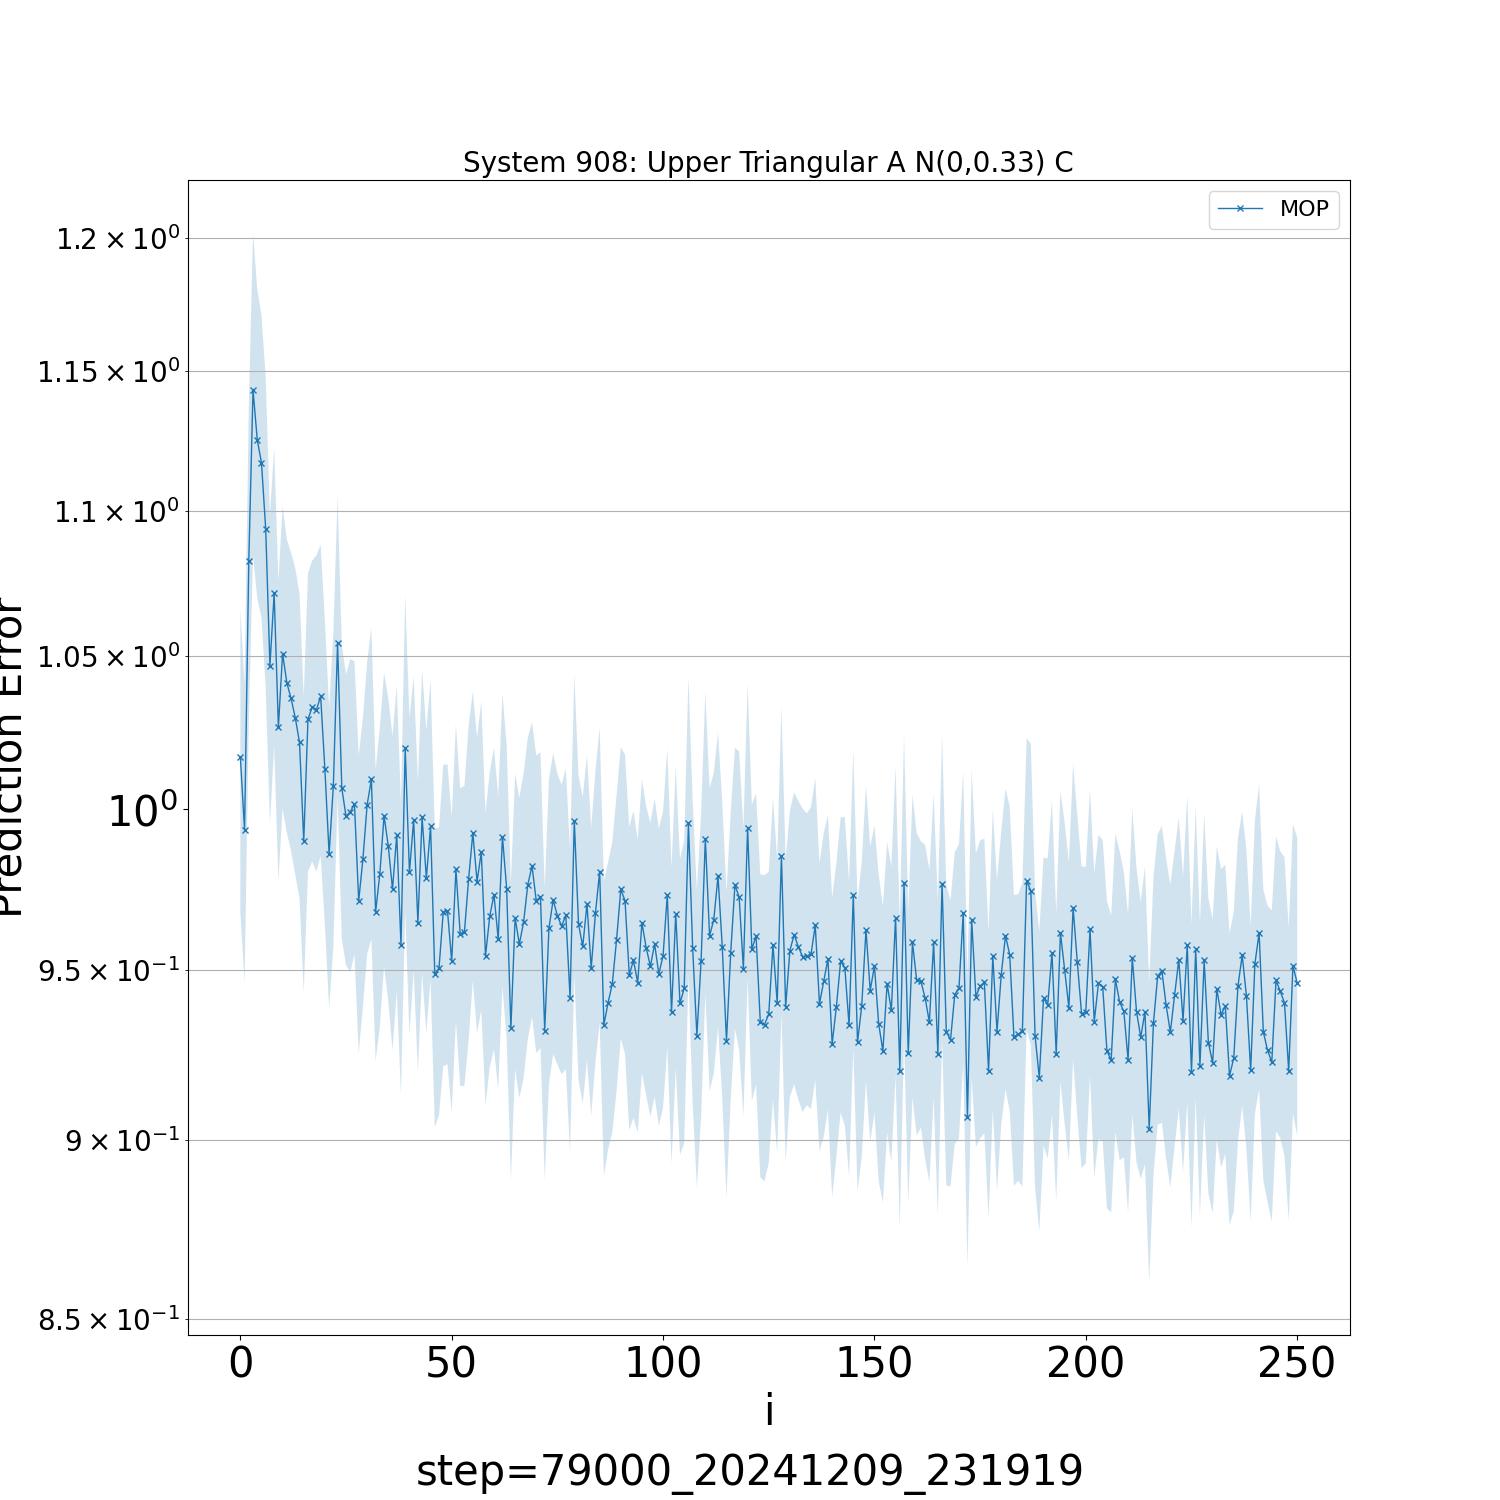 System 908: Upper Triangular A N(0,0.33) C
MOP
1.2 × 10⁰
1.15 × 10⁰
1.1 × 10⁰
1.05 × 10⁰
10⁰
9.5 × 10⁻¹
9 × 10⁻¹
8.5 × 10⁻¹
Prediction Error
0 50 100 150 200 250
i
step=79000_20241209_231919